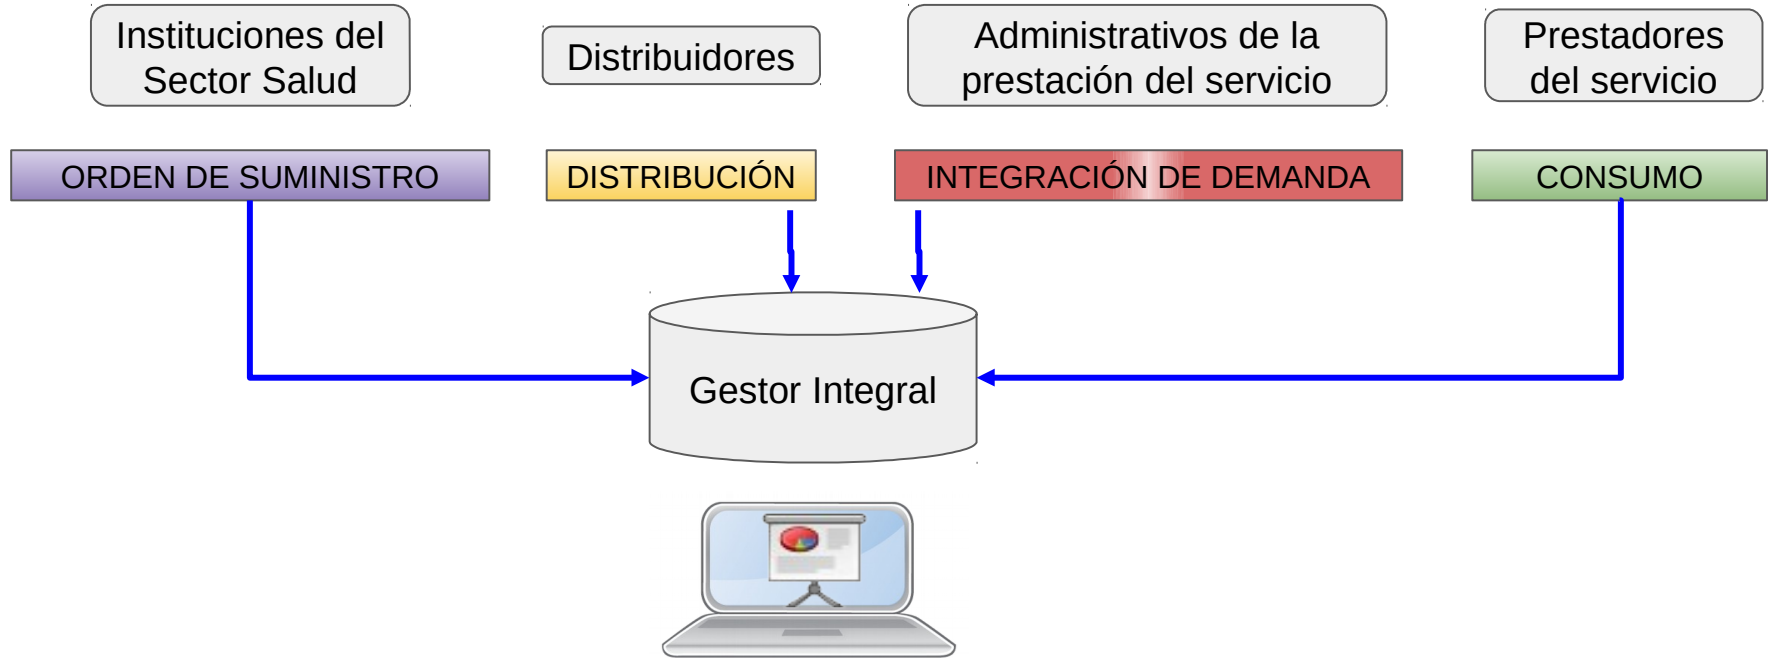 Instituciones del
Sector Salud
Distribuidores
Administrativos de la
prestación del servicio
Prestadores
del servicio
ORDEN DE SUMINISTRO
DISTRIBUCIÓN
INTEGRACIÓN DE DEMANDA
CONSUMO
Gestor Integral